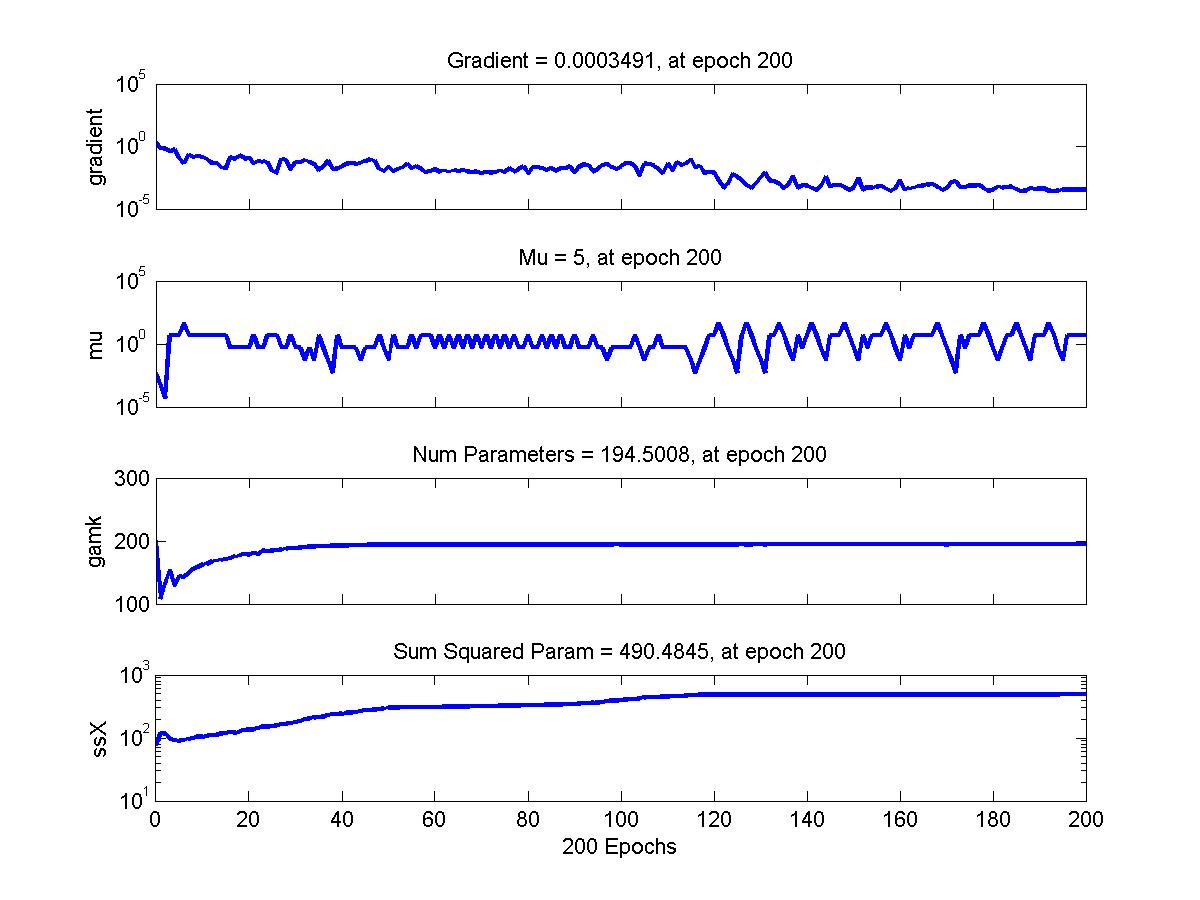 Gradient = 0.0003491, at epoch 200
10^5
10^0
10^-5
gradient
Mu = 5, at epoch 200
10^5
10^0
10^-5
mu
Num Parameters = 194.5008, at epoch 200
300
200
100
gamk
Sum Squared Param = 490.4845, at epoch 200
10^3
10^2
10^1
ssX
0 20 40 60 80 100 120 140 160 180 200
200 Epochs